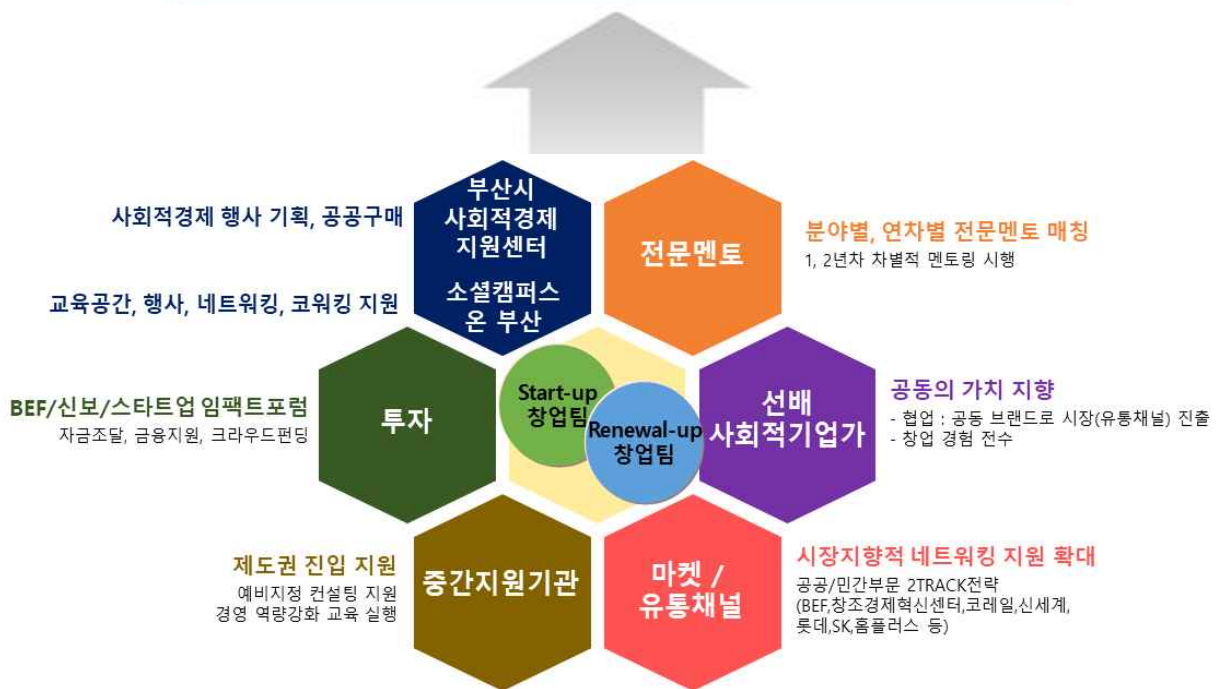 부산시
사회적경제
지원센터
소셜캠퍼스
온 부산
사회적경제 행사 기획, 공공구매
교육공간, 행사, 네트워킹, 코워킹 지원
전문멘토
분야별, 연차별 전문멘토 매칭
1, 2년차 차별적 멘토링 시행
BEF/신보/스타트업 임팩트포럼
자금조달, 금융지원, 크라우드펀딩
투자
Start-up
창업팀
Renewal-up
창업팀
선배
사회적기업가
공동의 가치 지향
- 협업 : 공동 브랜드로 시장(유통채널) 진출
- 창업 경험 전수
제도권 진입 지원
예비지정 컨설팅 지원
경영 역량강화 교육 실행
중간지원기관
마켓 /
유통채널
시장지향적 네트워킹 지원 확대
공공/민간부문 2TRACK전략
(BEF,창조경제혁신센터,코레일,신세계,
롯데,SK,홈플러스 등)